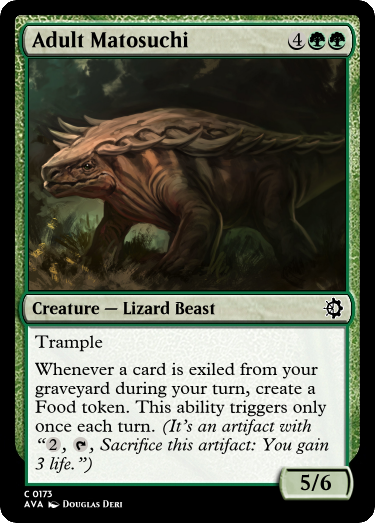 Adult Matosuchi 4
Creature — Lizard Beast
Trample
Whenever a card is exiled from your
graveyard during your turn, create a
Food token. This ability triggers only
once each turn. (It's an artifact with
“2, , Sacrifice this artifact: You gain
3 life.”)
5/6
C 0173
AVA Douglas Deri